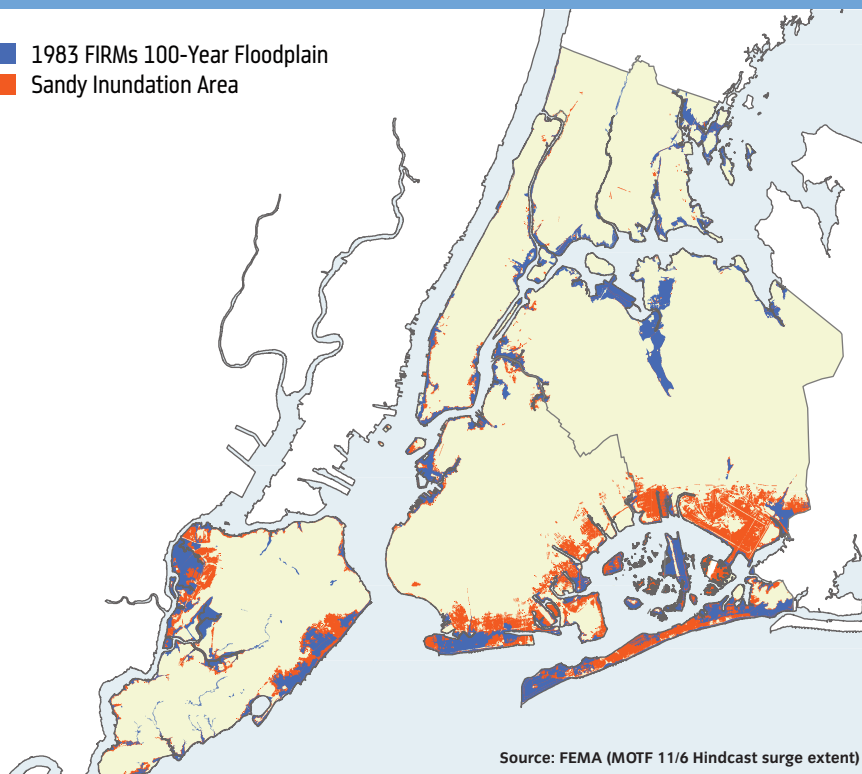 1983 FIRMs 100-Year Floodplain
Sandy Inundation Area
Source: FEMA (MOTF 11/6 Hindcast surge extent)